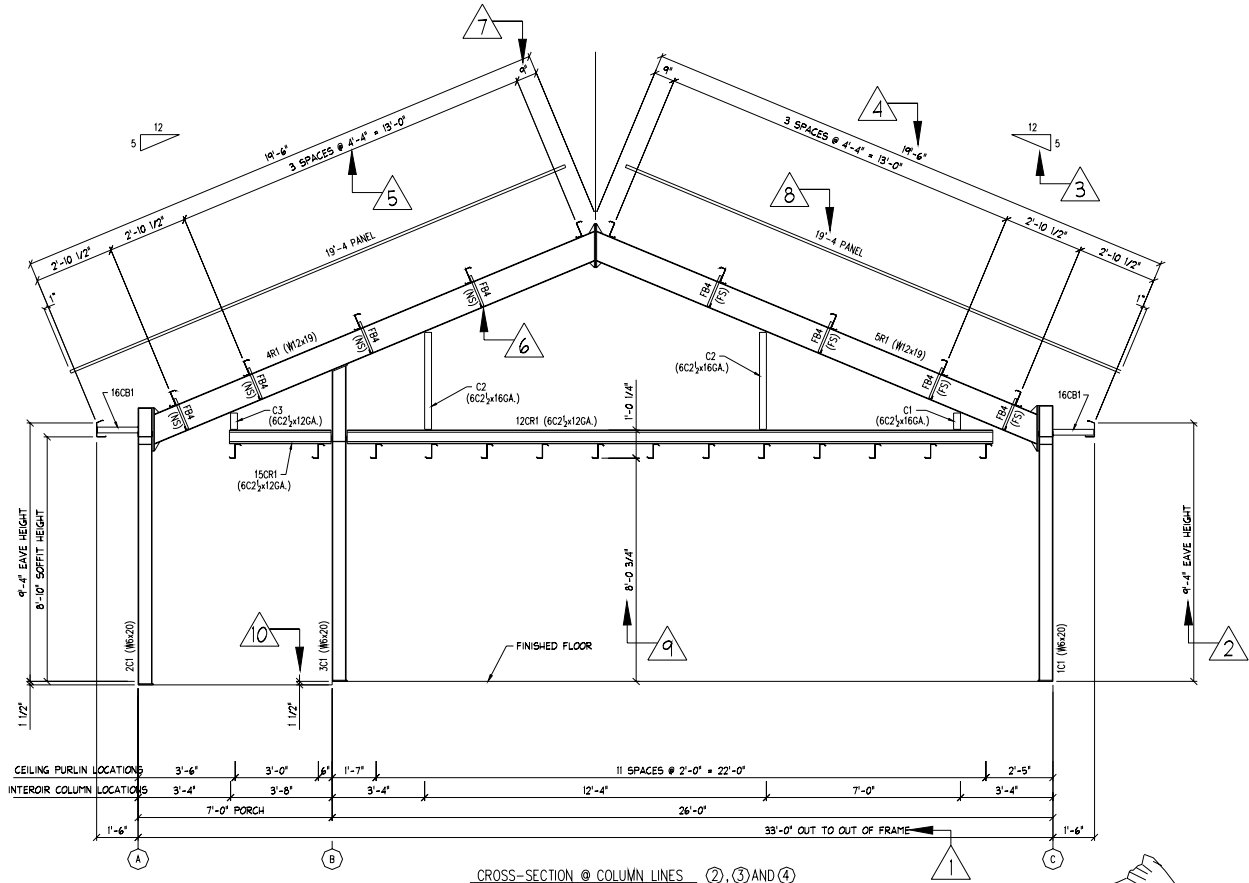 7
9"
9"
4
12
5
19'-6"
3 SPACES @ 4'-4" = 13'-0"
3 SPACES @ 4'-4" = 13'-0"
19'-6"
12
5
5
8
3
2'-10 1/2"
2'-10 1/2"
19'-4 PANEL
19'-4 PANEL
2'-10 1/2"
2'-10 1/2"
1"
1"
FB4
(NS)
FB4
(FS)
FB4
(NS)
FB4
(FS)
6
4R1 (W12x19)
5R1 (W12x19)
FB4
(NS)
FB4
(FS)
FB4
(NS)
FB4
(FS)
16CB1
C3
(6C2½x12GA.)
C2
(6C2½x16GA.)
C2
(6C2½x16GA.)
C1
(6C2½x16GA.)
16CB1
12CR1 (6C2½x12GA.)
1'-0 1/4"
15CR1
(6C2½x12GA.)
9'-4" EAVE HEIGHT
8'-10" SOFFIT HEIGHT
8'-0 3/4"
9'-4" EAVE HEIGHT
2C1 (W6x20)
3C1 (W6x20)
1C1 (W6x20)
10
FINISHED FLOOR
9
2
1 1/2"
1 1/2"
CEILING PURLIN LOCATIONS 3'-6" 3'-0" 6" 1'-7" 11 SPACES @ 2'-0" = 22'-0" 2'-5"
INTEROIR COLUMN LOCATIONS 3'-4" 3'-8" 3'-4" 12'-4" 7'-0" 3'-4"
7'-0" PORCH 26'-0"
1'-6" 33'-0" OUT TO OUT OF FRAME 1'-6"
A B 1 C
CROSS-SECTION @ COLUMN LINES 2, 3 AND 4